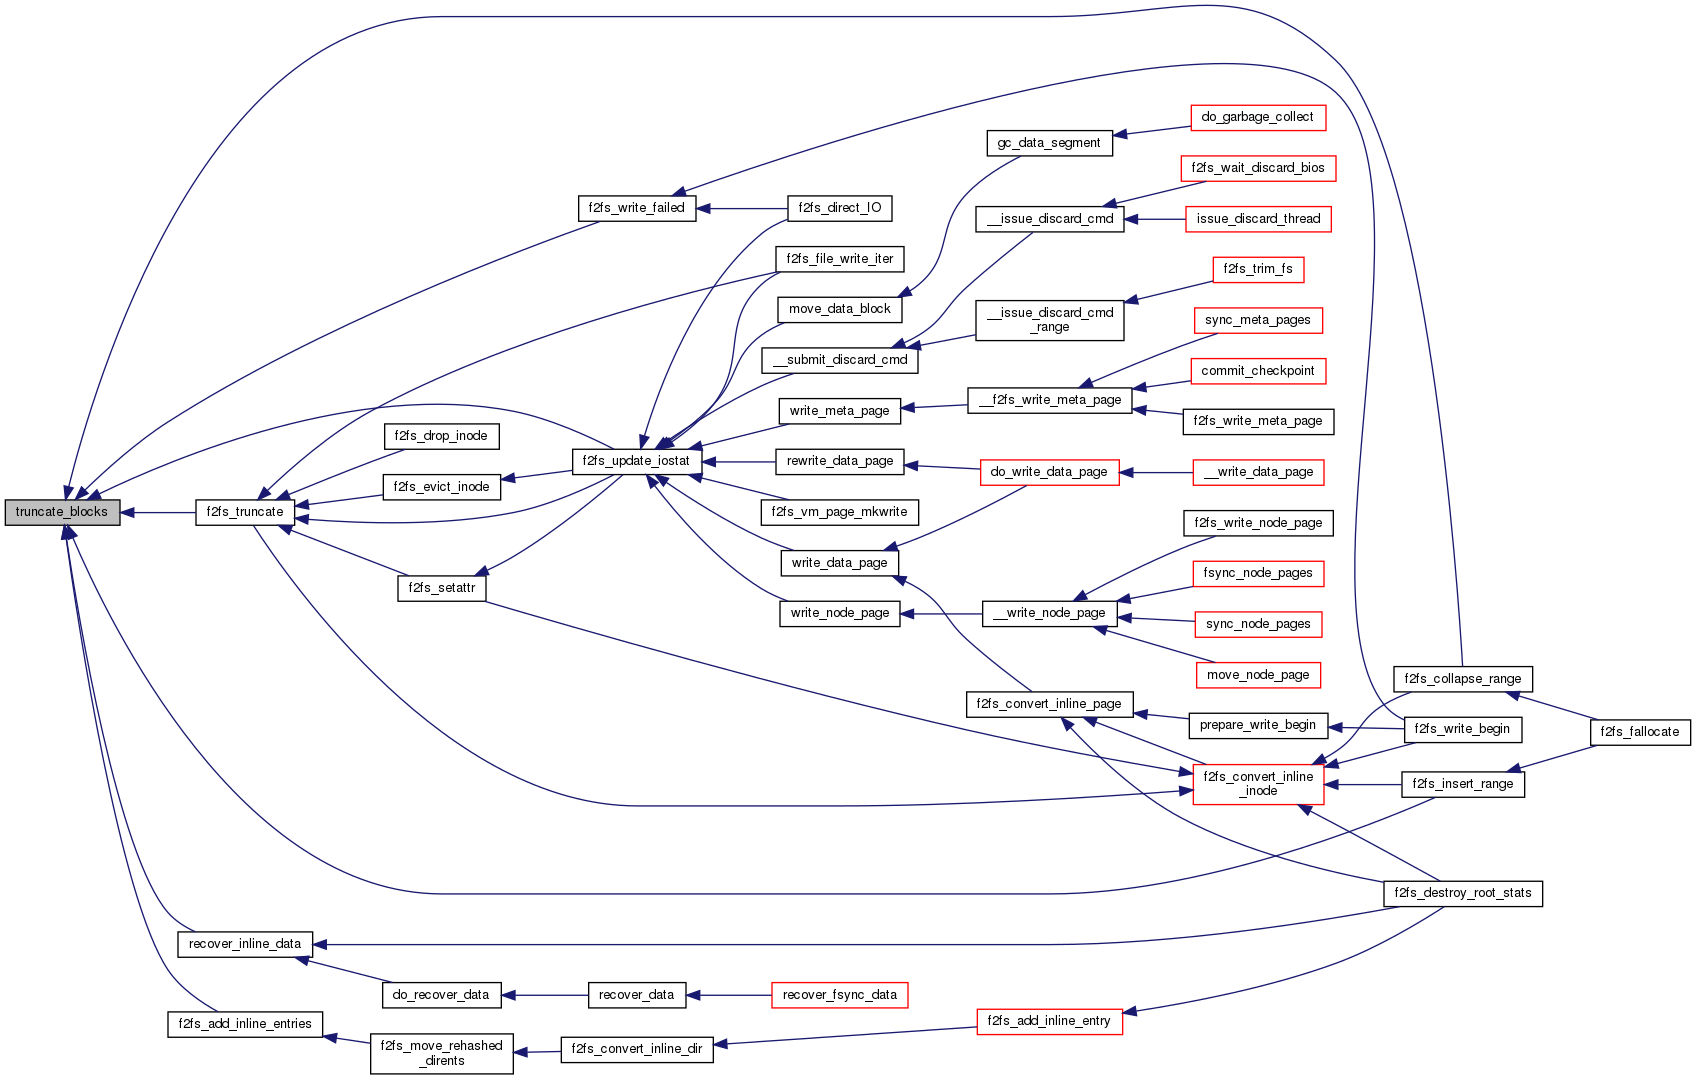 do_garbage_collect
gc_data_segment
f2fs_wait_discard_bios
f2fs_write_failed
f2fs_direct_IO
__issue_discard_cmd
issue_discard_thread
f2fs_file_write_iter
f2fs_trim_fs
move_data_block
__issue_discard_cmd
_range
sync_meta_pages
__submit_discard_cmd
commit_checkpoint
write_meta_page
__f2fs_write_meta_page
f2fs_write_meta_page
f2fs_drop_inode
f2fs_update_iostat
rewrite_data_page
do_write_data_page
__write_data_page
f2fs_evict_inode
truncate_blocks
f2fs_truncate
f2fs_vm_page_mkwrite
f2fs_write_node_page
write_data_page
fsync_node_pages
f2fs_setattr
write_node_page
__write_node_page
sync_node_pages
move_node_page
f2fs_collapse_range
f2fs_convert_inline_page
prepare_write_begin
f2fs_write_begin
f2fs_fallocate
f2fs_convert_inline
_inode
f2fs_insert_range
f2fs_destroy_root_stats
recover_inline_data
do_recover_data
recover_data
recover_fsync_data
f2fs_add_inline_entries
f2fs_add_inline_entry
f2fs_move_rehashed
_dirents
f2fs_convert_inline_dir